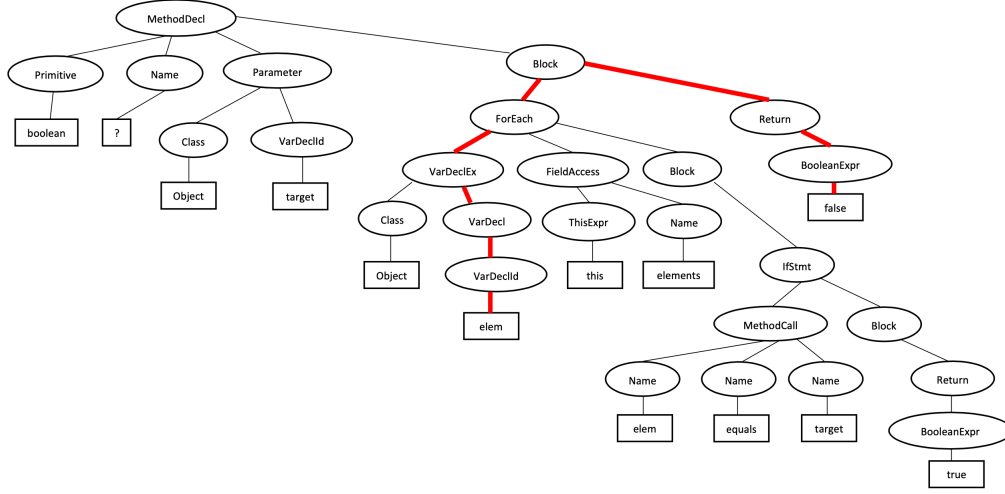 MethodDecl
Block
Primitive
Name
Parameter
ForEach
Return
boolean
?
Class
VarDeclId
VarDeclEx
FieldAccess
Block
BooleanExpr
Object
target
Class
VarDecl
ThisExpr
Name
false
Object
VarDeclId
this
elements
IfStmt
elem
MethodCall
Block
Name
Name
Name
Return
elem
equals
target
BooleanExpr
true